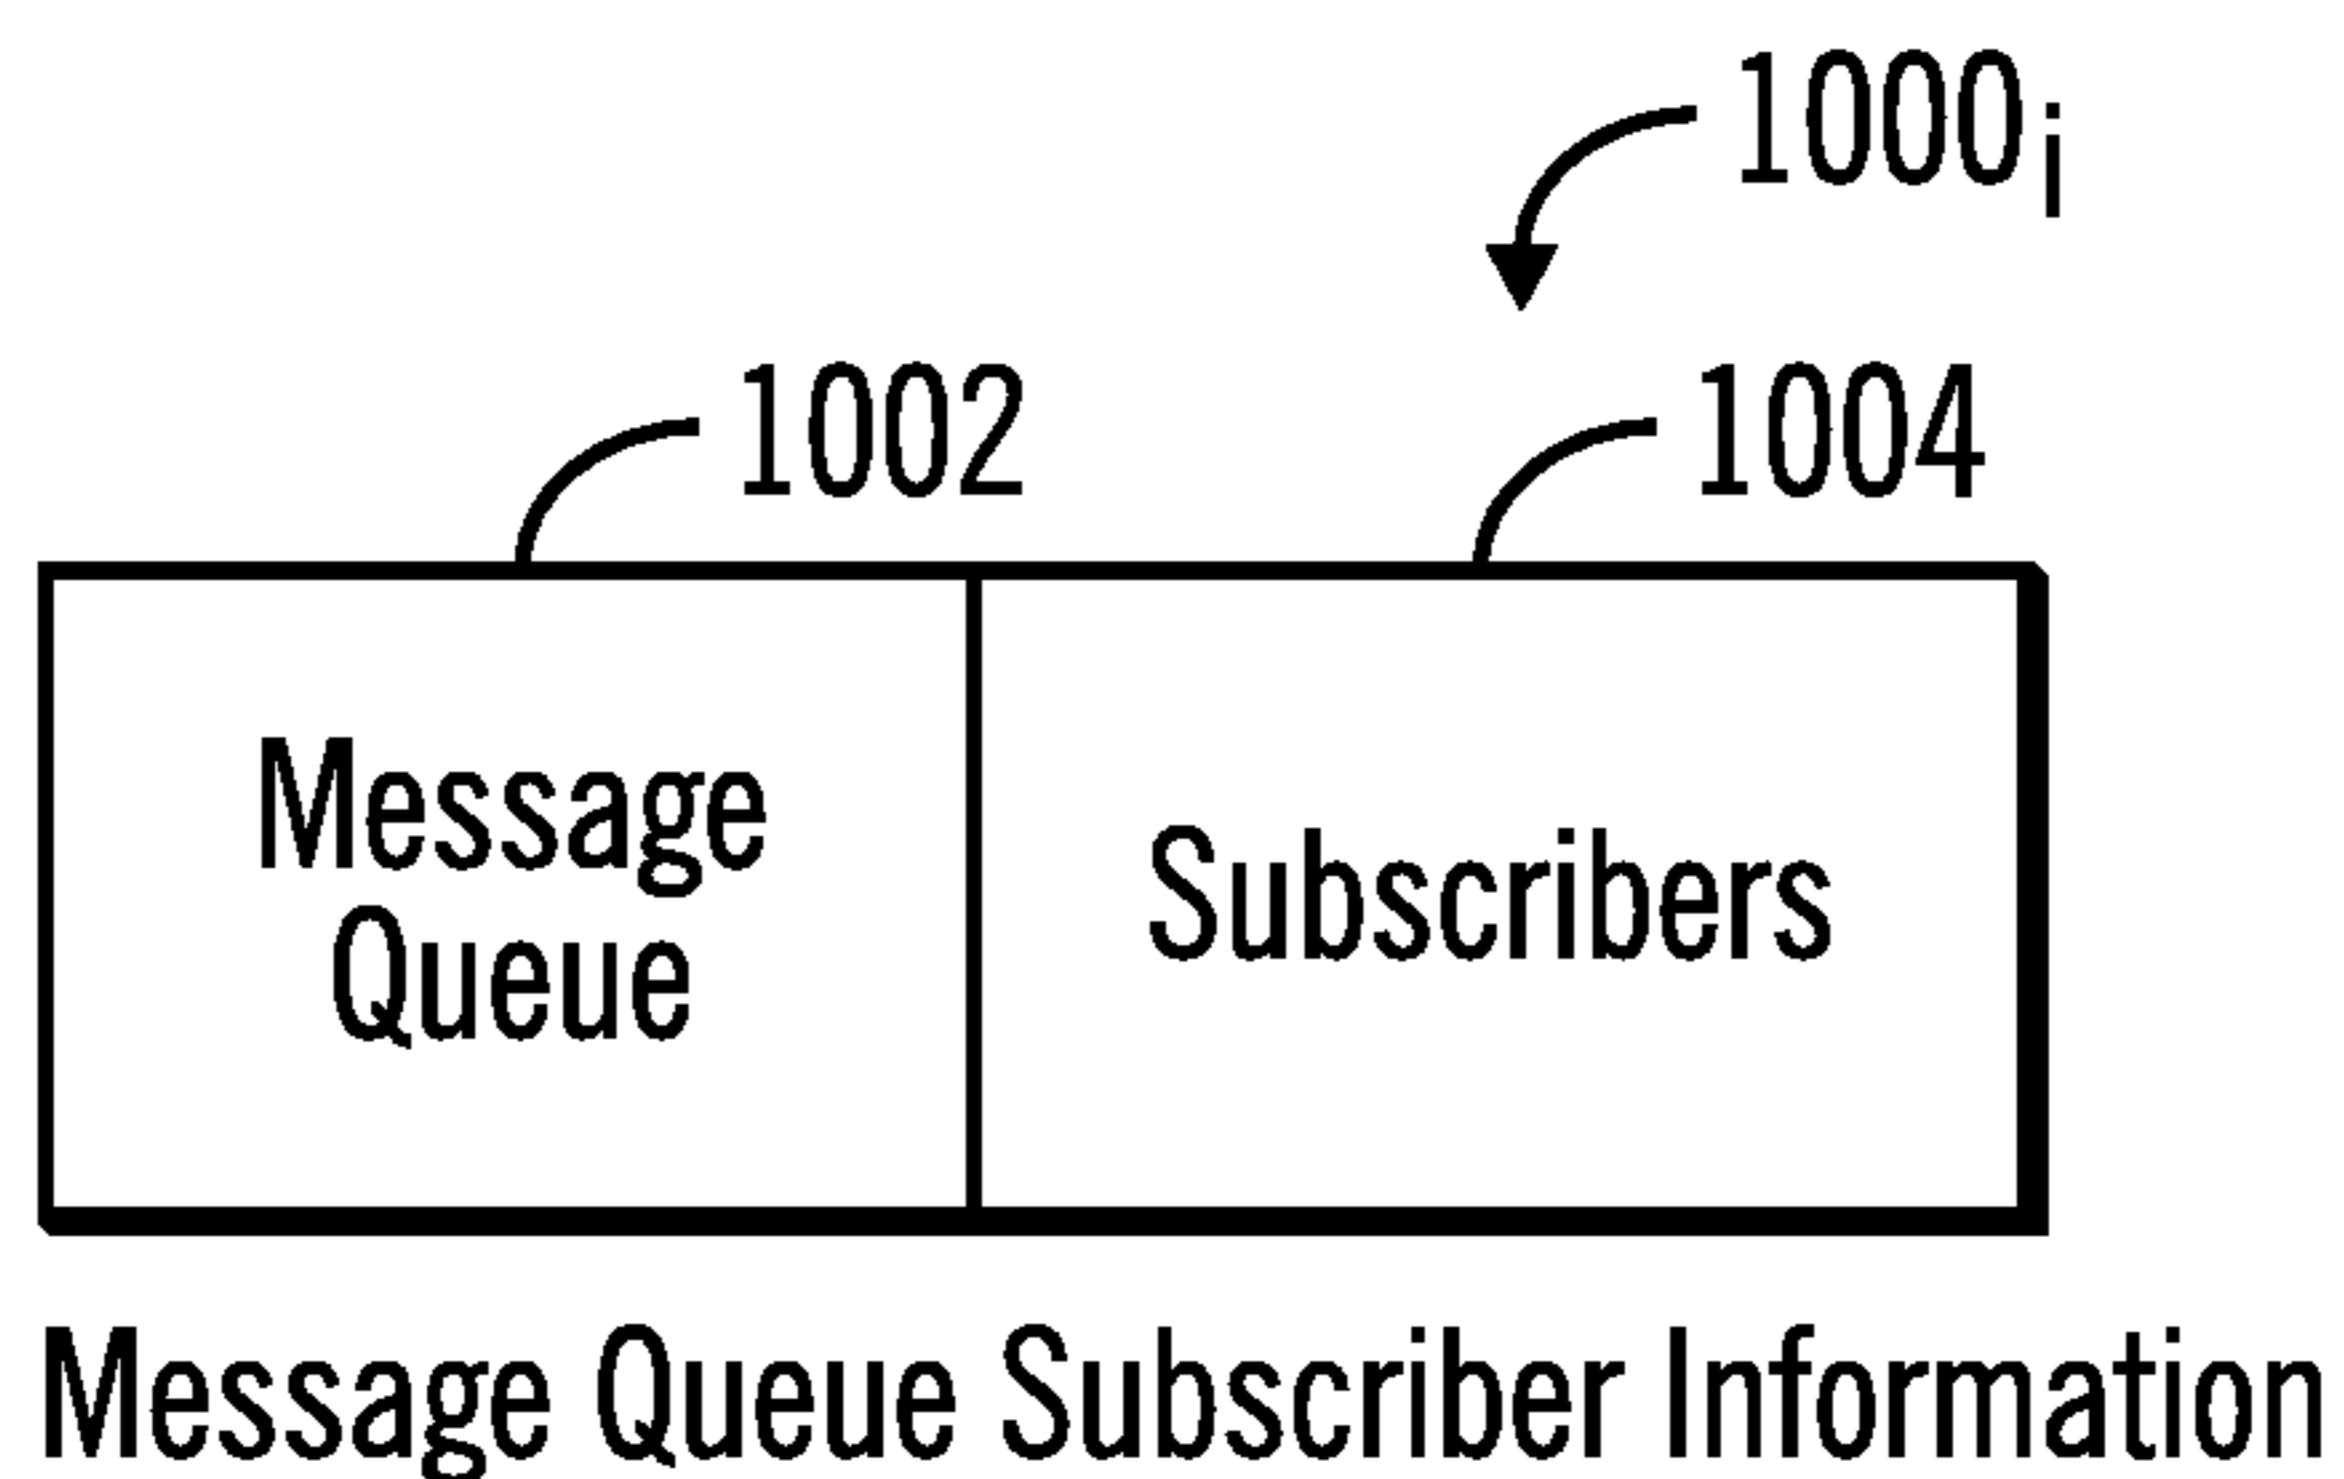 1000i
1002
1004
Message
Queue
Subscribers
Message Queue Subscriber Information